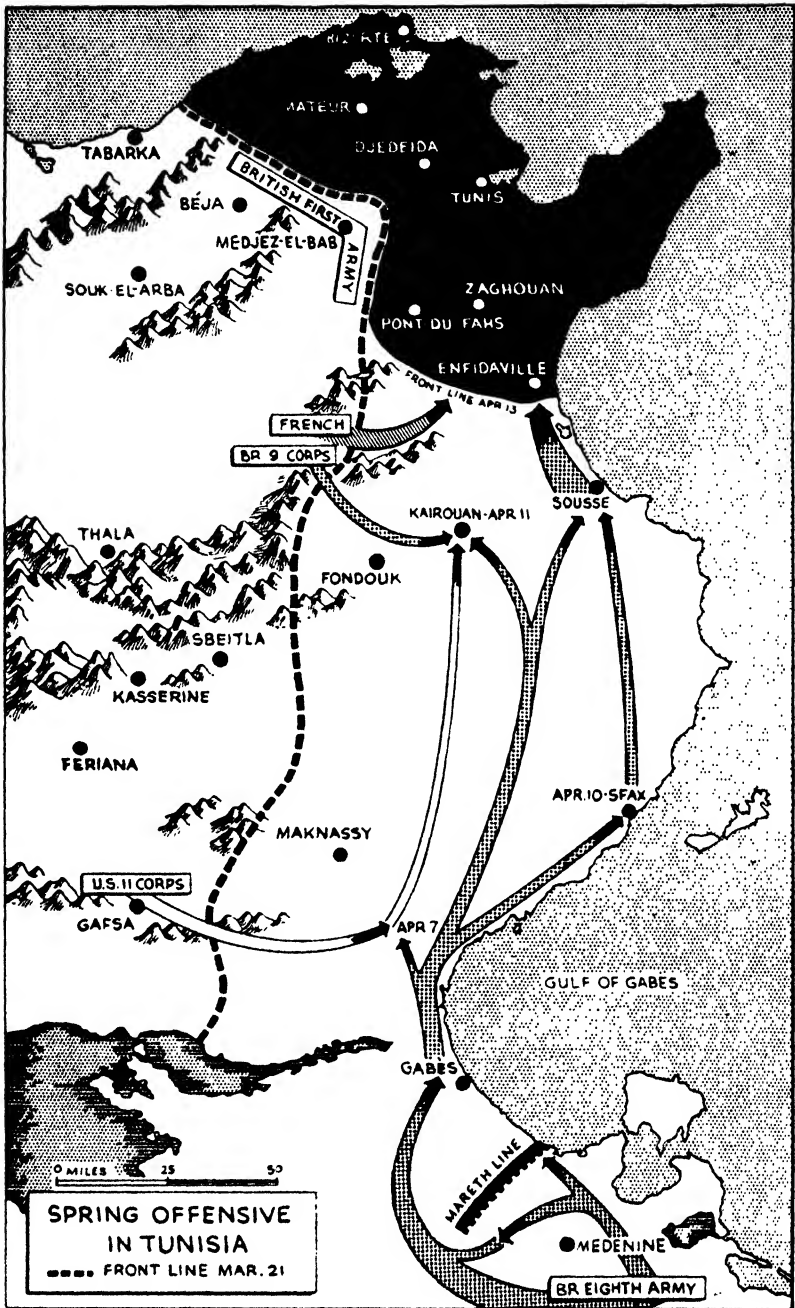 BIZERTE
MATEUR
DJEDEIDA
TUNIS
TABARKA
BÉJA
BRITISH FIRST ARMY
MEDJEZ-EL-BAB
SOUK-EL-ARBA
ZAGHOUAN
PONT DU FAHS
ENFIDAVILLE
FRONT LINE APR 13
FRENCH
BR 9 CORPS
SOUSSE
KAIROUAN-APR.11
THALA
FONDOUK
SBEITLA
KASSERINE
FERIANA
APR.10-SFAX
MAKNASSY
U.S. 11 CORPS
GAFSA
APR 7
GULF OF GABES
GABES
MARETH LINE
0 MILES 25 50
SPRING OFFENSIVE
IN TUNISIA
FRONT LINE MAR. 21
MEDENINE
BR EIGHTH ARMY